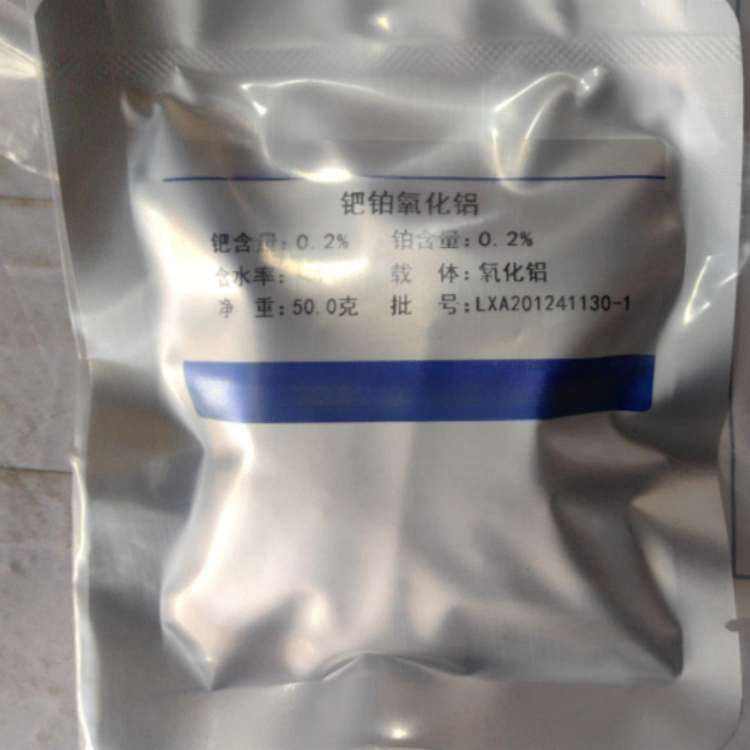 钯铂氧化铝
钯含量:0.2% 铂含量:0.2%
含水率: 载 体:氧化铝
净 重:50.0克 批 号:LXA201241130-1